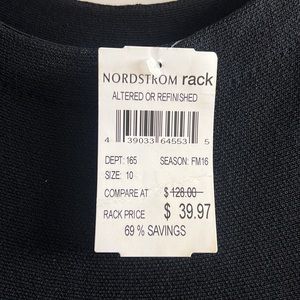 NORDSTROM rack
ALTERED OR REFINISHED
4 39033 64553 5
DEPT: 165 SEASON: FM16
SIZE: 10
COMPARE AT $ 128.00
RACK PRICE $ 39.97
69 % SAVINGS